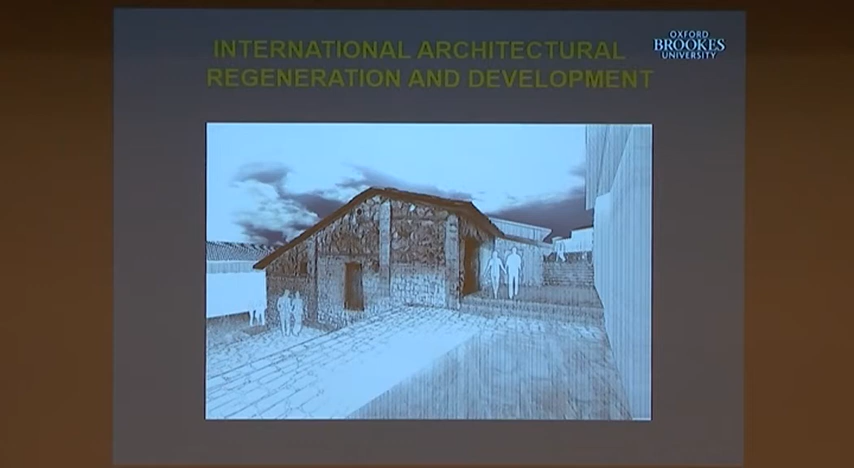 INTERNATIONAL ARCHITECTURAL
REGENERATION AND DEVELOPMENT
OXFORD
BROOKES
UNIVERSITY